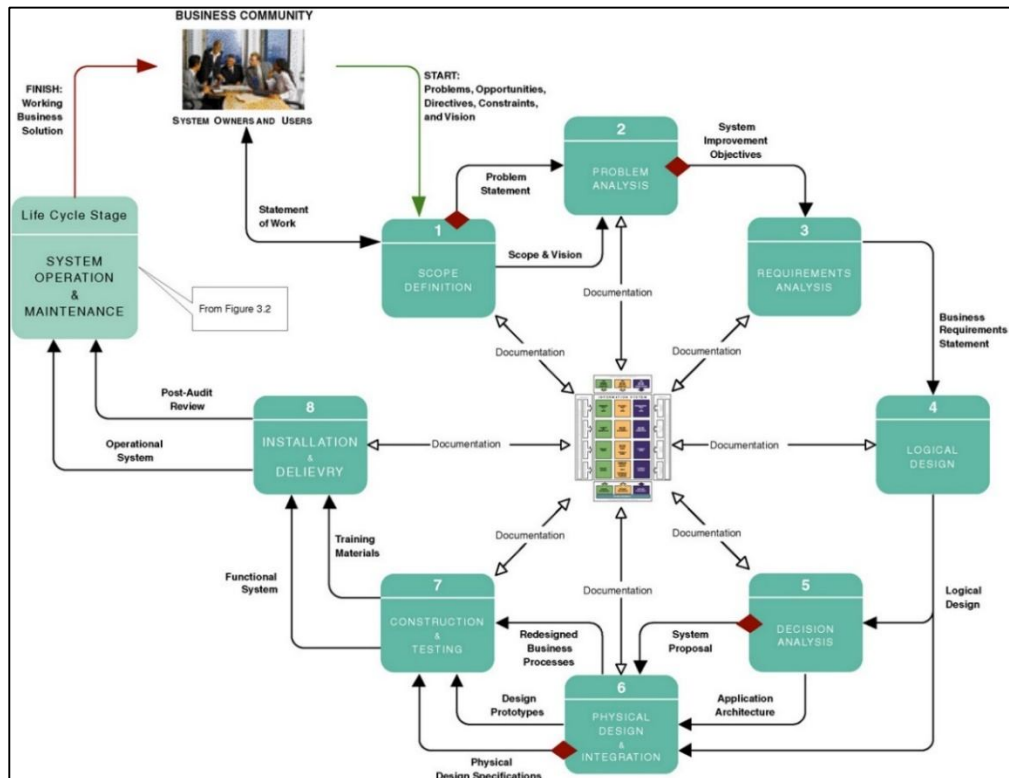 BUSINESS COMMUNITY
SYSTEM OWNERS AND USERS
FINISH:
Working
Business
Solution
START:
Problems, Opportunities,
Directives, Constraints,
and Vision
Statement
of Work
Problem
Statement
Scope & Vision
System
Improvement
Objectives
1
SCOPE
DEFINITION
2
PROBLEM
ANALYSIS
3
REQUIREMENTS
ANALYSIS
Life Cycle Stage
SYSTEM
OPERATION
&
MAINTENANCE
From Figure 3.2
Documentation
Documentation
Documentation
Business
Requirements
Statement
Post-Audit
Review
Operational
System
8
INSTALLATION
&
DELIEVRY
Documentation
INFORMATION SYSTEM
Documentation
4
LOGICAL
DESIGN
Documentation
Documentation
Documentation
Training
Materials
Functional
System
7
CONSTRUCTION
&
TESTING
Redesigned
Business
Processes
System
Proposal
5
DECISION
ANALYSIS
Logical
Design
Design
Prototypes
6
PHYSICAL
DESIGN
&
INTEGRATION
Application
Architecture
Physical
Design Specifications